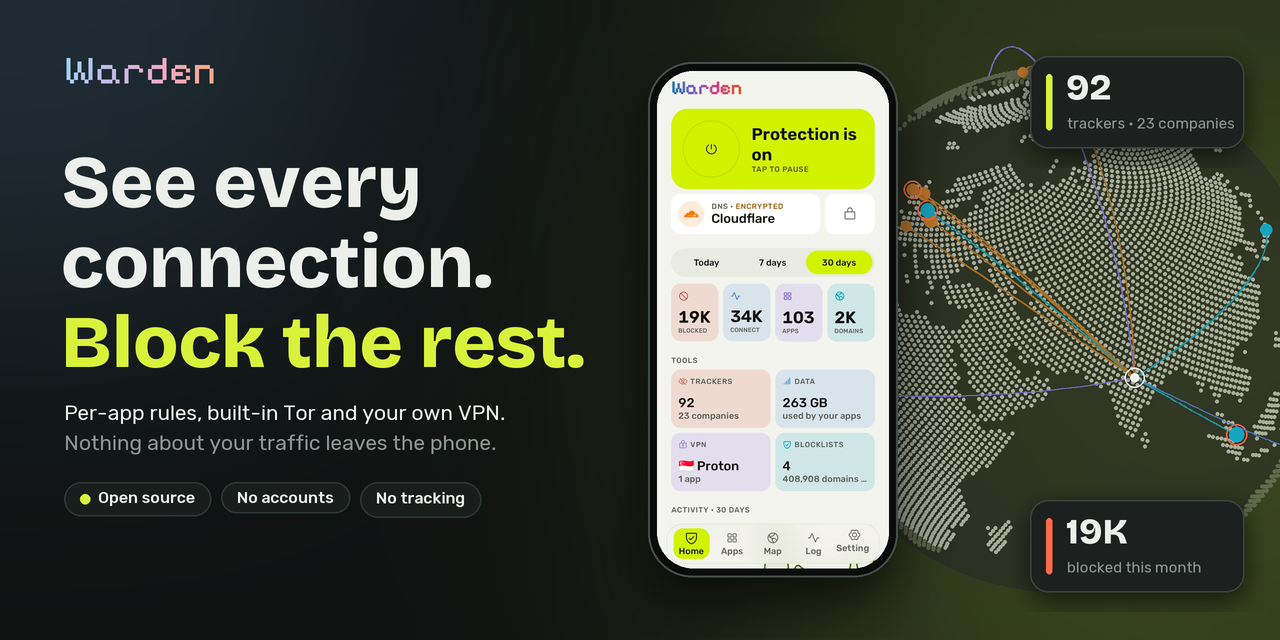 Warden
See every
connection.
Block the rest.
Per-app rules, built-in Tor and your own VPN.
Nothing about your traffic leaves the phone.
Open source
No accounts
No tracking
Warden
Protection is
on
TAP TO PAUSE
DNS • ENCRYPTED
Cloudflare
Today 7 days 30 days
19K 34K 103 2K
BLOCKED CONNECT APPS DOMAINS
TOOLS
TRACKERS
92
23 companies
DATA
263 GB
used by your apps
VPN
🇸🇬 Proton
1 app
BLOCKLISTS
4
408,908 domains ...
ACTIVITY • 30 DAYS
Home Apps Map Log Setting
92
trackers • 23 companies
19K
blocked this month